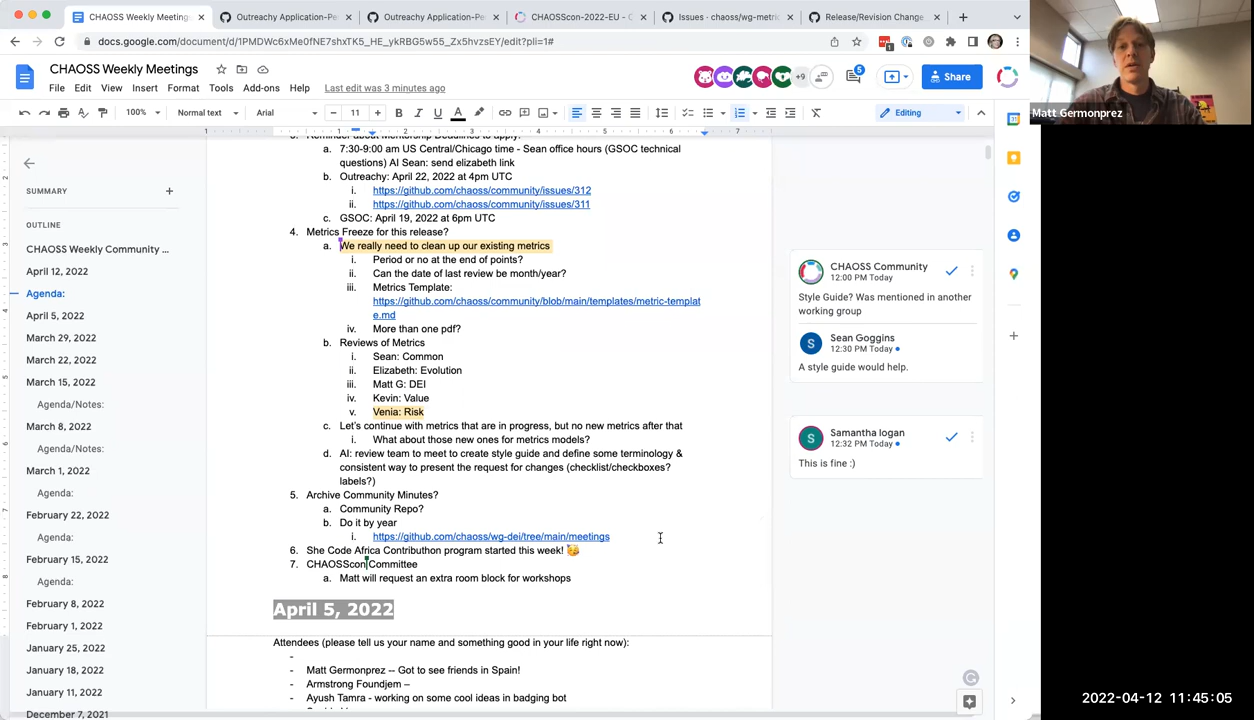 CHAOSS Weekly Meetings
Outreachy Application-Pe
Outreachy Application-Pe
CHAOSScon-2022-EU - G
Issues · chaoss/wg-metric
Release/Revision Change
docs.google.com/document/d/1PMDWc6xMe0fNE7shxTK5_HE_ykRBG5w55_Zx5hvzsEY/edit?pli=1#
CHAOSS Weekly Meetings
+9
5
Share
File Edit View Insert Format Tools Add-ons Help Last edit was 3 minutes ago
100% Normal text Arial 11 Editing
Matt Germonprez
SUMMARY
OUTLINE
CHAOSS Weekly Community ...
April 12, 2022
Agenda:
April 5, 2022
March 29, 2022
March 22, 2022
March 15, 2022
Agenda/Notes:
March 8, 2022
Agenda/Notes:
March 1, 2022
Agenda:
February 22, 2022
Agenda:
February 15, 2022
Agenda:
February 8, 2022
February 1, 2022
January 25, 2022
January 18, 2022
January 11, 2022
December 7, 2021
a. 7:30-9:00 am US Central/Chicago time - Sean office hours (GSOC technical
questions) AI Sean: send elizabeth link
b. Outreachy: April 22, 2022 at 4pm UTC
i. https://github.com/chaoss/community/issues/312
ii. https://github.com/chaoss/community/issues/311
c. GSOC: April 19, 2022 at 6pm UTC
4. Metrics Freeze for this release?
a. We really need to clean up our existing metrics
i. Period or no at the end of points?
ii. Can the date of last review be month/year?
iii. Metrics Template:
https://github.com/chaoss/community/blob/main/templates/metric-templat
e.md
iv. More than one pdf?
b. Reviews of Metrics
i. Sean: Common
ii. Elizabeth: Evolution
iii. Matt G: DEI
iv. Kevin: Value
v. Venia: Risk
c. Let's continue with metrics that are in progress, but no new metrics after that
i. What about those new ones for metrics models?
d. AI: review team to meet to create style guide and define some terminology &
consistent way to present the request for changes (checklist/checkboxes?
labels?)
5. Archive Community Minutes?
a. Community Repo?
b. Do it by year
i. https://github.com/chaoss/wg-dei/tree/main/meetings
6. She Code Africa Contributhon program started this week! 🥳
7. CHAOSScon Committee
a. Matt will request an extra room block for workshops
April 5, 2022
Attendees (please tell us your name and something good in your life right now):
-
- Matt Germonprez -- Got to see friends in Spain!
- Armstrong Foundjem –
- Ayush Tamra - working on some cool ideas in badging bot
CHAOSS Community
12:00 PM Today
Style Guide? Was mentioned in another
working group
S
Sean Goggins
12:30 PM Today
A style guide would help.
S
Samantha logan
12:32 PM Today
This is fine :)
2022-04-12 11:45:05